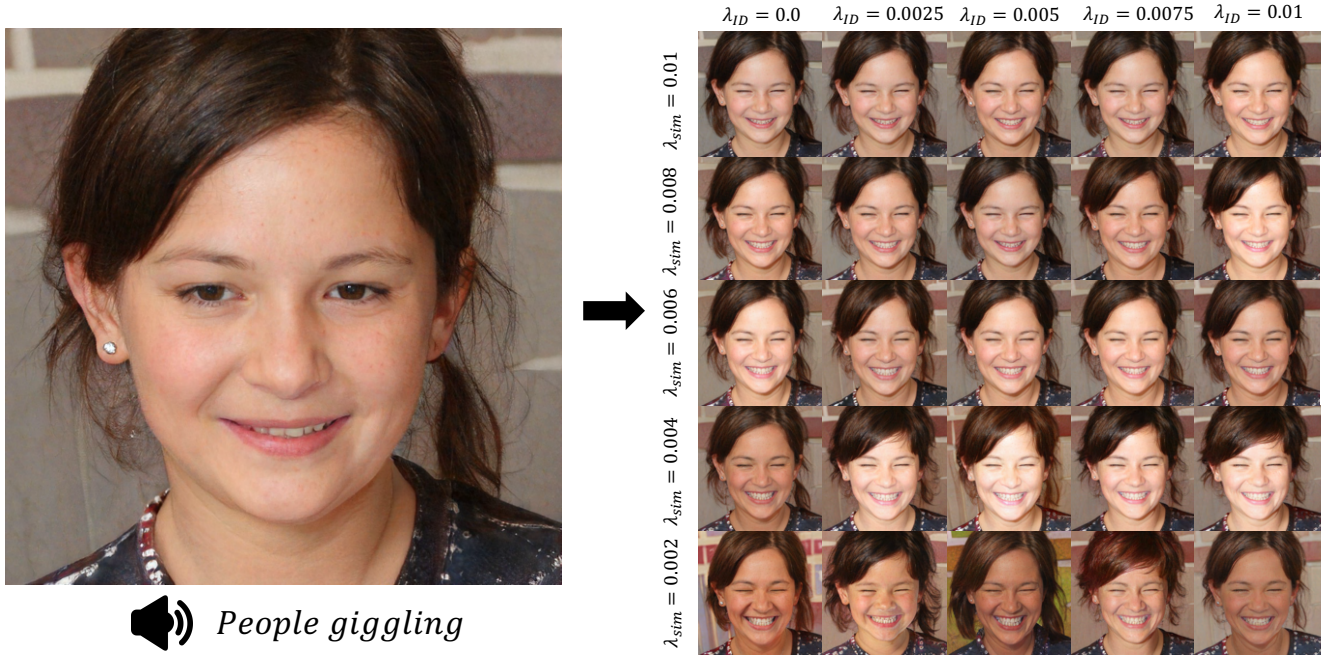 λ_ID = 0.0 λ_ID = 0.0025 λ_ID = 0.005 λ_ID = 0.0075 λ_ID = 0.01
λ_sim = 0.01
λ_sim = 0.008
λ_sim = 0.006
λ_sim = 0.004
λ_sim = 0.002
People giggling